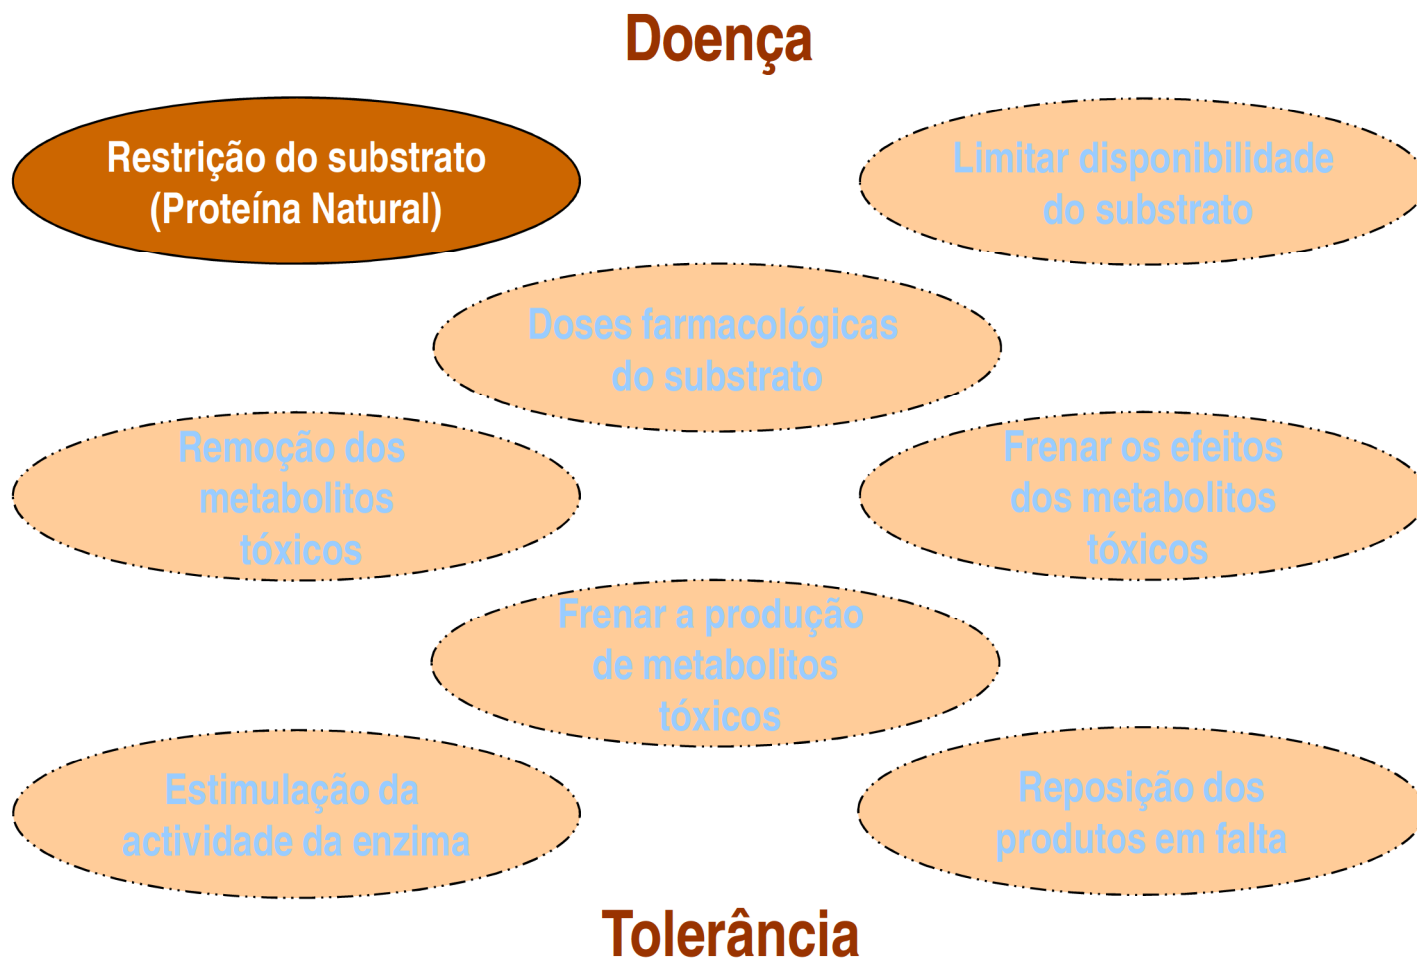 Doença
Restrição do substrato
(Proteína Natural)
Limitar disponibilidade
do substrato
Doses farmacológicas
do substrato
Remoção dos
metabolitos
tóxicos
Frenar os efeitos
dos metabolitos
tóxicos
Frenar a produção
de metabolitos
tóxicos
Estimulação da
actividade da enzima
Reposição dos
produtos em falta
Tolerância